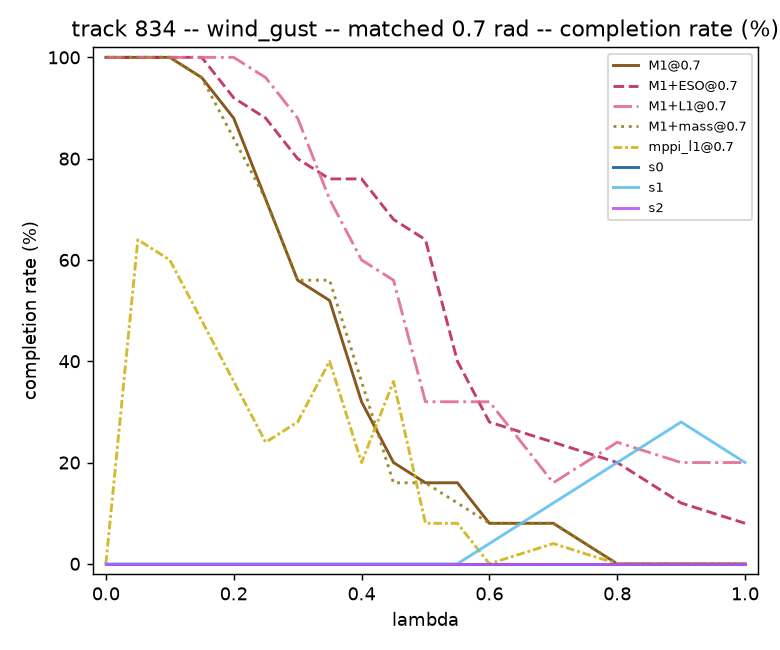 track 834 -- wind_gust -- matched 0.7 rad -- completion rate (%)
completion rate (%)
100
80
60
40
20
0
0.0
0.2
0.4
0.6
0.8
1.0
lambda
M1@0.7
M1+ESO@0.7
M1+L1@0.7
M1+mass@0.7
mppi_l1@0.7
s0
s1
s2